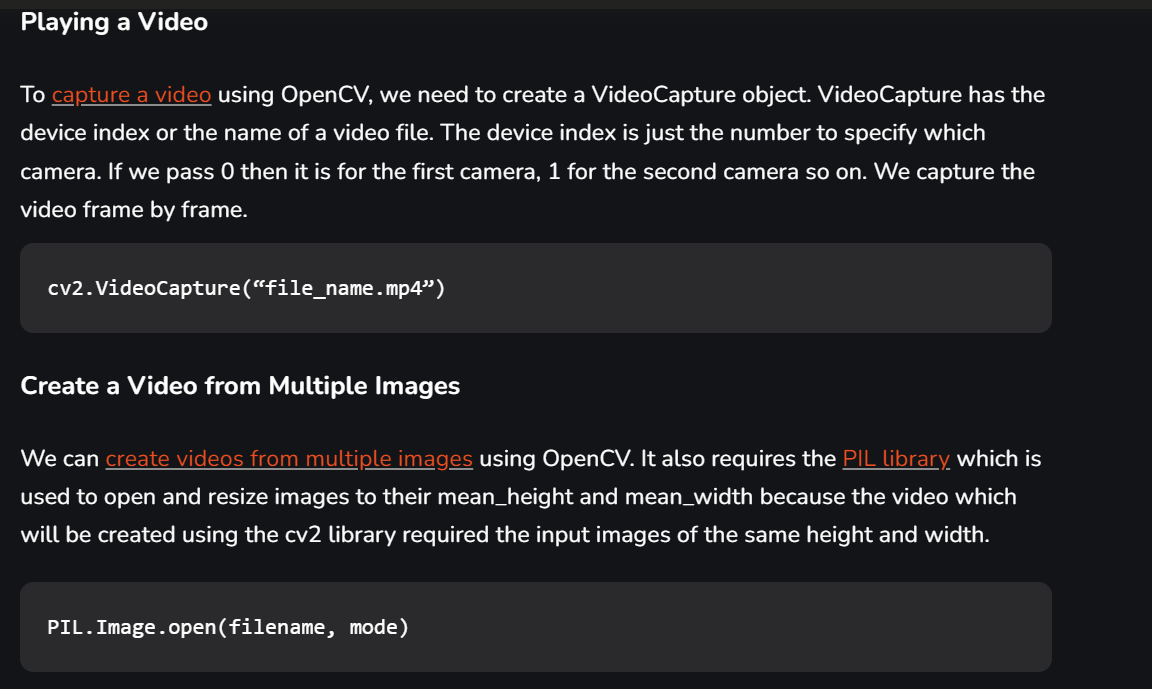 Playing a Video
To capture a video using OpenCV, we need to create a VideoCapture object. VideoCapture has the
device index or the name of a video file. The device index is just the number to specify which
camera. If we pass 0 then it is for the first camera, 1 for the second camera so on. We capture the
video frame by frame.
cv2.VideoCapture(“file_name.mp4”)
Create a Video from Multiple Images
We can create videos from multiple images using OpenCV. It also requires the PIL library which is
used to open and resize images to their mean_height and mean_width because the video which
will be created using the cv2 library required the input images of the same height and width.
PIL.Image.open(filename, mode)